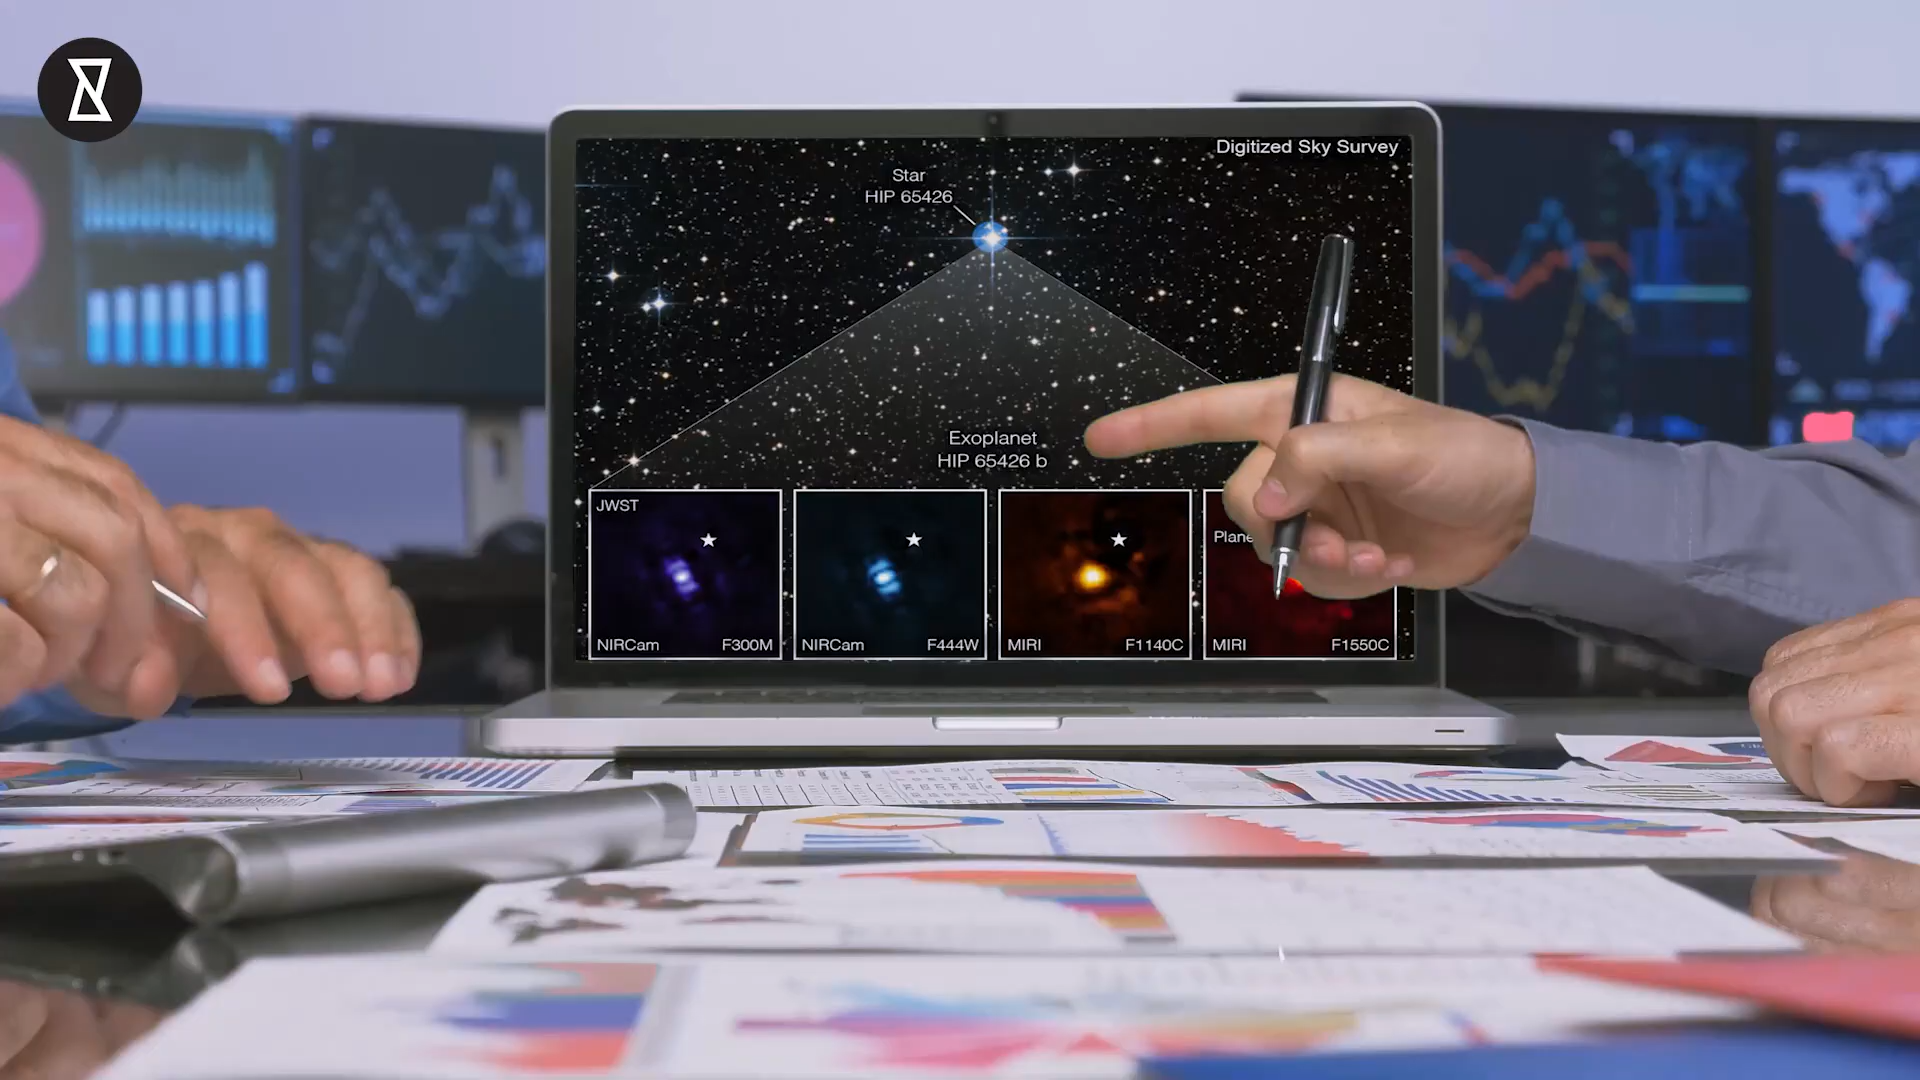 Digitized Sky Survey
Star
HIP 65426
Exoplanet
HIP 65426 b
JWST
NIRCam
F300M
NIRCam
F444W
MIRI
F1140C
MIRI
F1550C